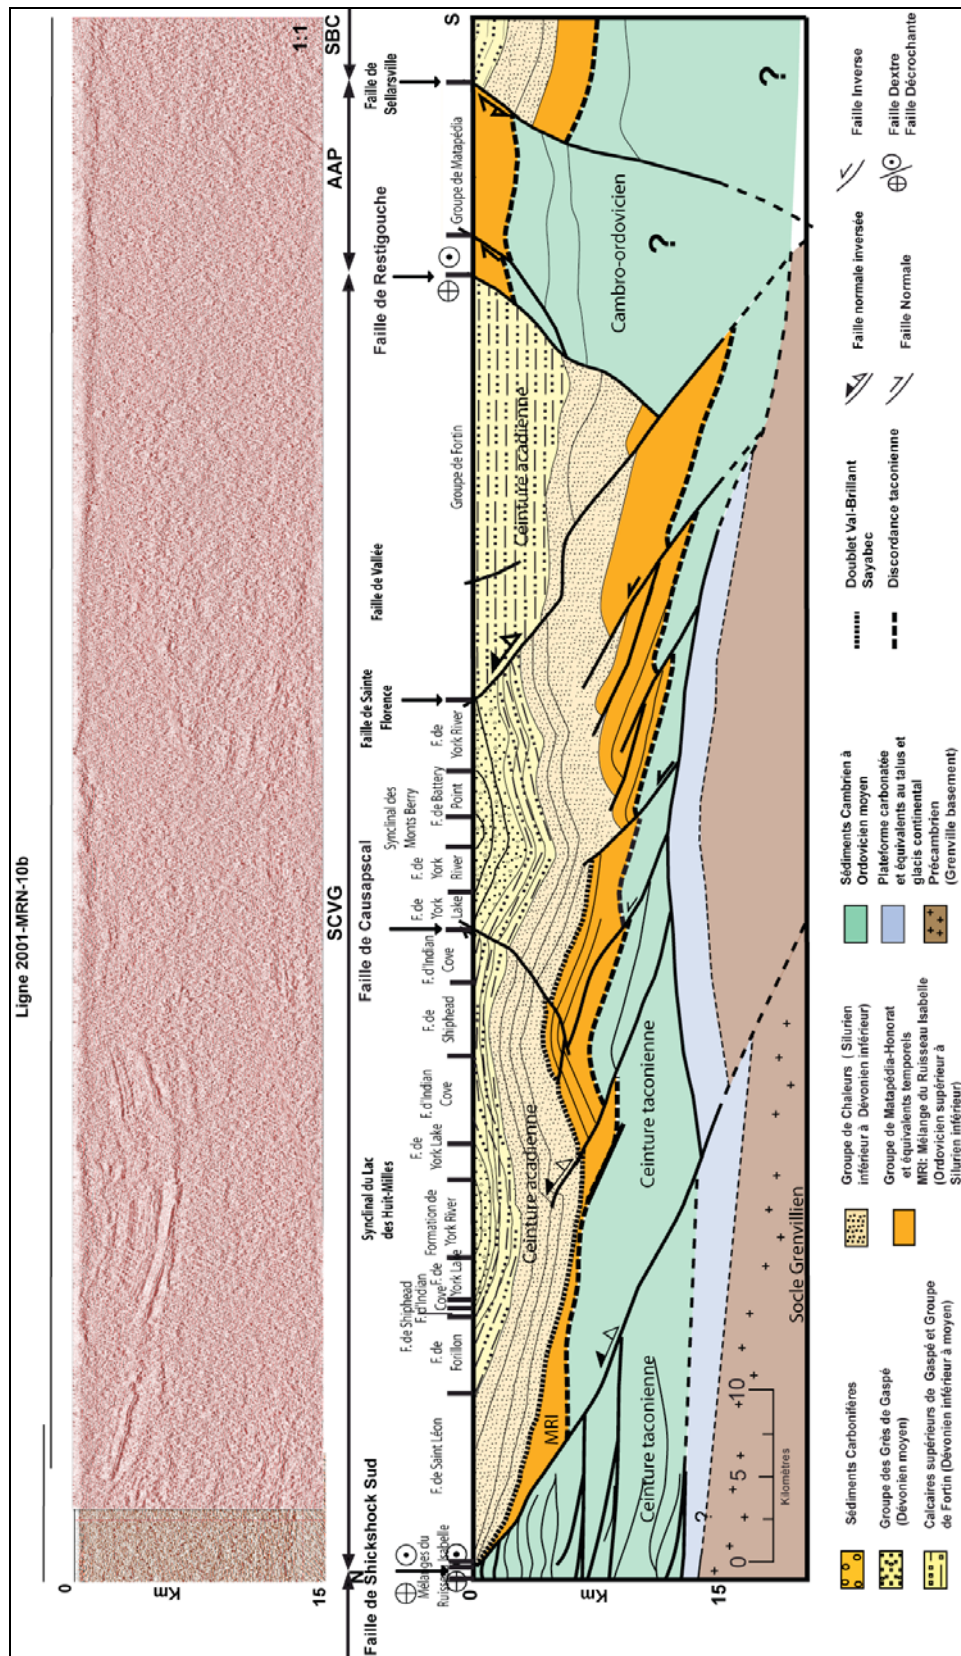 Ligne 2001-MRN-10b
0
Km
15
1:1
SCVG
AAP
SBC
N
S
Faille de Shickshock Sud
Faille de Causapscal
Faille de Sainte
Florence
Faille de Vallée
Faille de Restigouche
Faille de
Sellarsville
Synclinal du Lac
des Huit-Milles
Synclinal des
Monts Berry
Mélanges du
Ruisseau Isabelle
F. de Saint Léon
F. de
Forillon
F. de Shiphead
F. d'Indian
Cove
F. de
York Lake
Formation de
York River
F. de
York Lake
F. d'Indian
Cove
F. de
Shiphead
F. d'Indian
Cove
F. de
York
Lake
F. de
York
River
F. de Battery
Point
F. de
York River
Groupe de Fortin
Groupe de Matapédia
0
Km
15
MRI
Ceinture acadienne
Ceinture acadienne
Ceinture taconienne
Ceinture taconienne
Ceinture taconienne
Cambro-ordovicien
?
?
?
Socle Grenvillien
0
5
10
Kilomètres
Sédiments Carbonifères
Groupe des Grès de Gaspé
(Dévonien moyen)
Calcaires supérieurs de Gaspé et Groupe
de Fortin (Dévonien inférieur à moyen)
Groupe de Chaleurs ( Silurien
inférieur à Dévonien inférieur)
Groupe de Matapédia-Honorat
et équivalents temporels
MRI: Mélange du Ruisseau Isabelle
(Ordovicien supérieur à
Silurien inférieur)
Sédiments Cambrien à
Ordovicien moyen
Plateforme carbonatée
et équivalents au talus et
glacis continental
Précambrien
(Grenville basement)
Doublet Val-Brillant
Sayabec
Discordance taconienne
Faille normale inversée
Faille Normale
Faille Inverse
Faille Dextre
Faille Décrochante